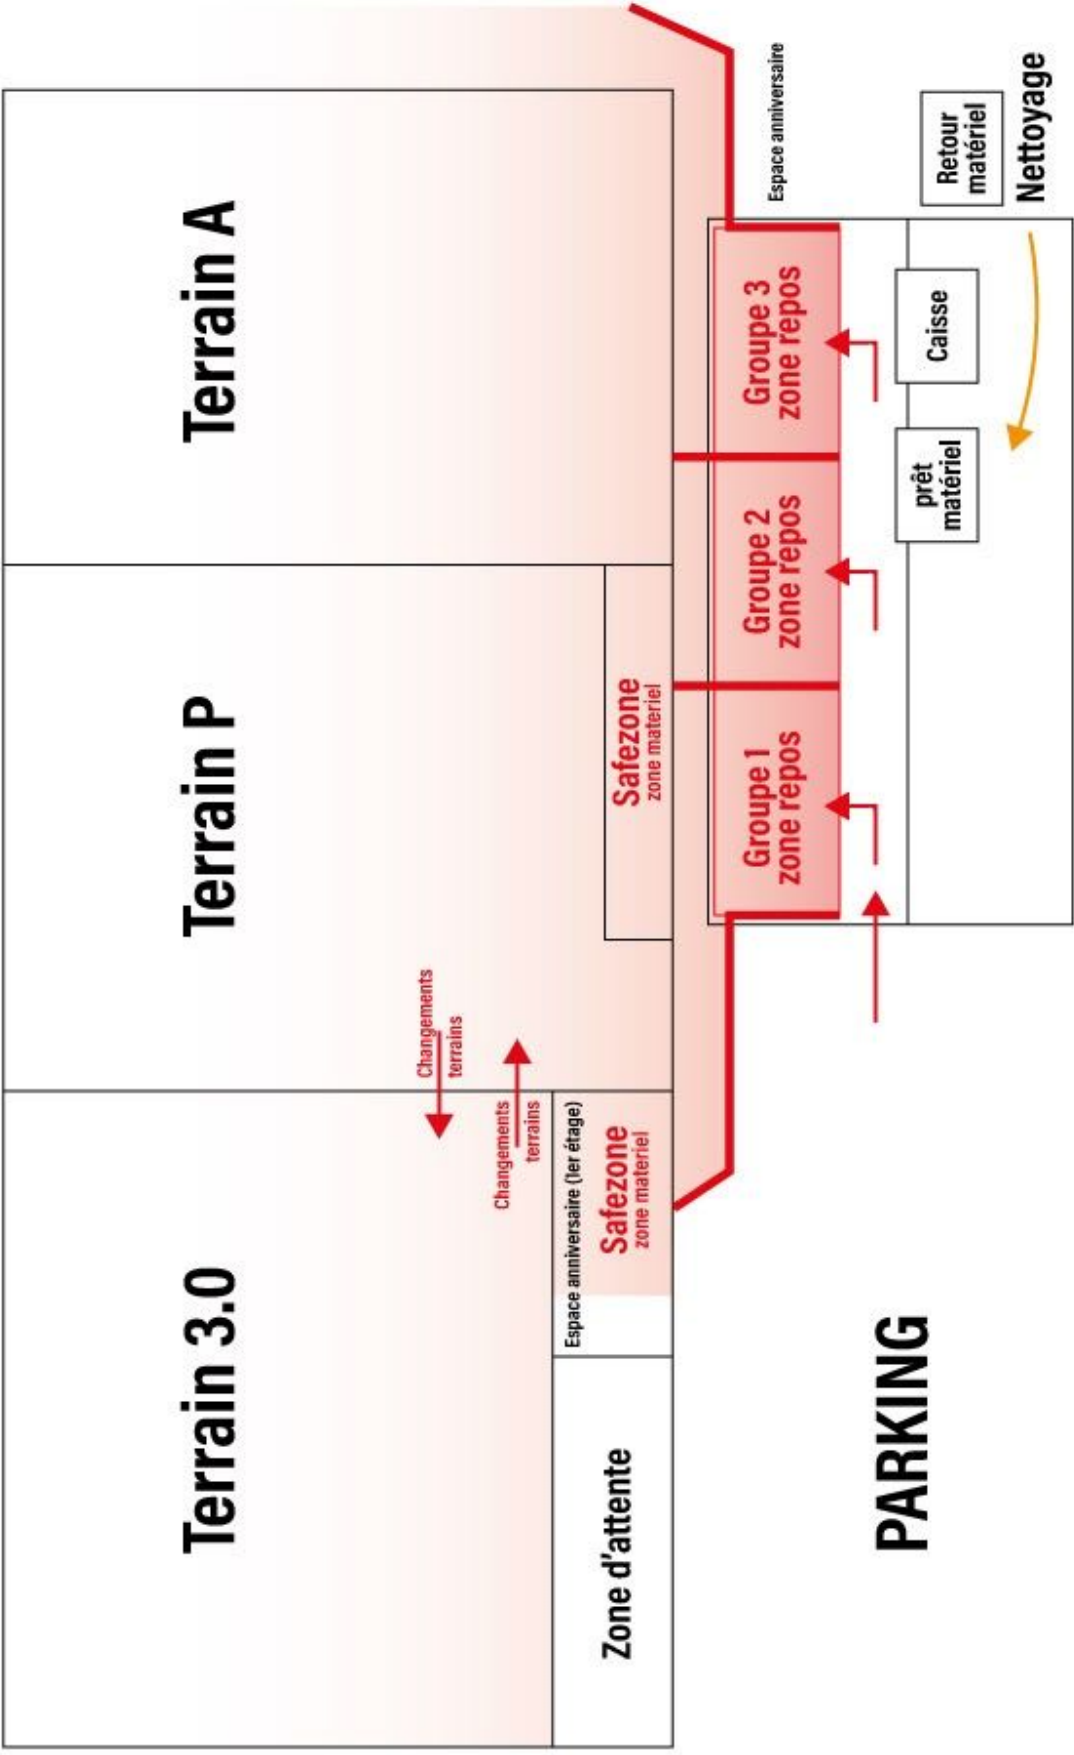 Terrain 3.0
Terrain P
Terrain A
Changements
terrains
Changements
terrains
Espace anniversaire (1er étage)
Safezone
zone materiel
Zone d'attente
Safezone
zone materiel
Groupe 1
zone repos
Groupe 2
zone repos
Groupe 3
zone repos
Espace anniversaire
PARKING
prêt
matériel
Caisse
Retour
matériel
Nettoyage